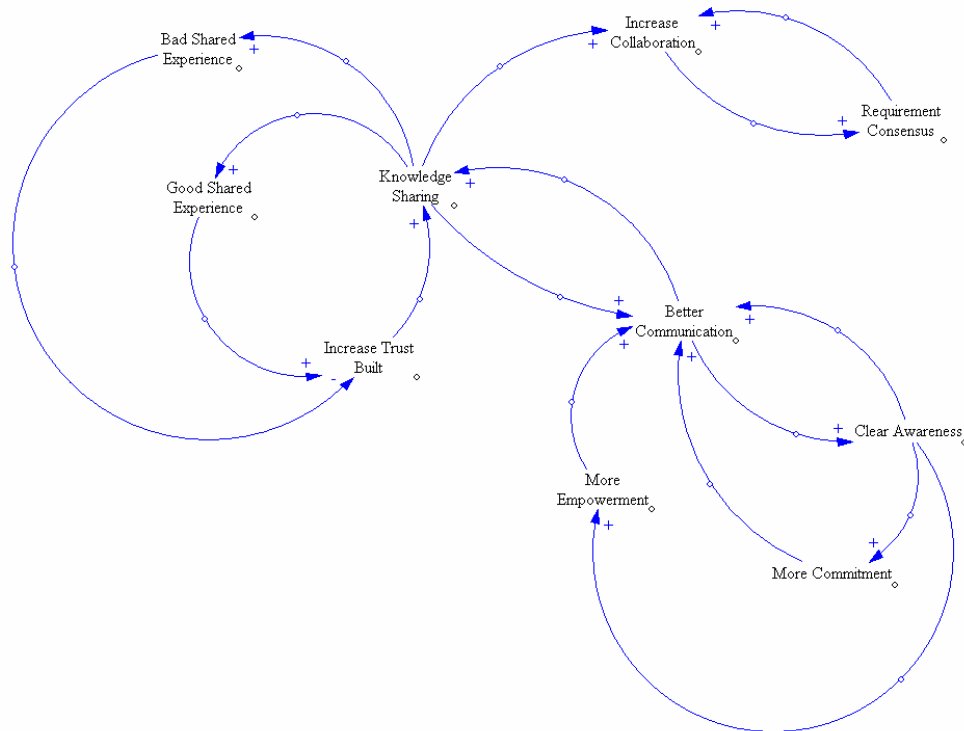 Increase
Collaboration
+
+
Bad Shared
Experience
+
Requirement
Consensus
+
Knowledge
Sharing
+
+
Good Shared
Experience
+
Better
Communication
+
+
+
+
Increase Trust
Built
+
-
Clear Awareness
+
More
Empowerment
+
More Commitment
+